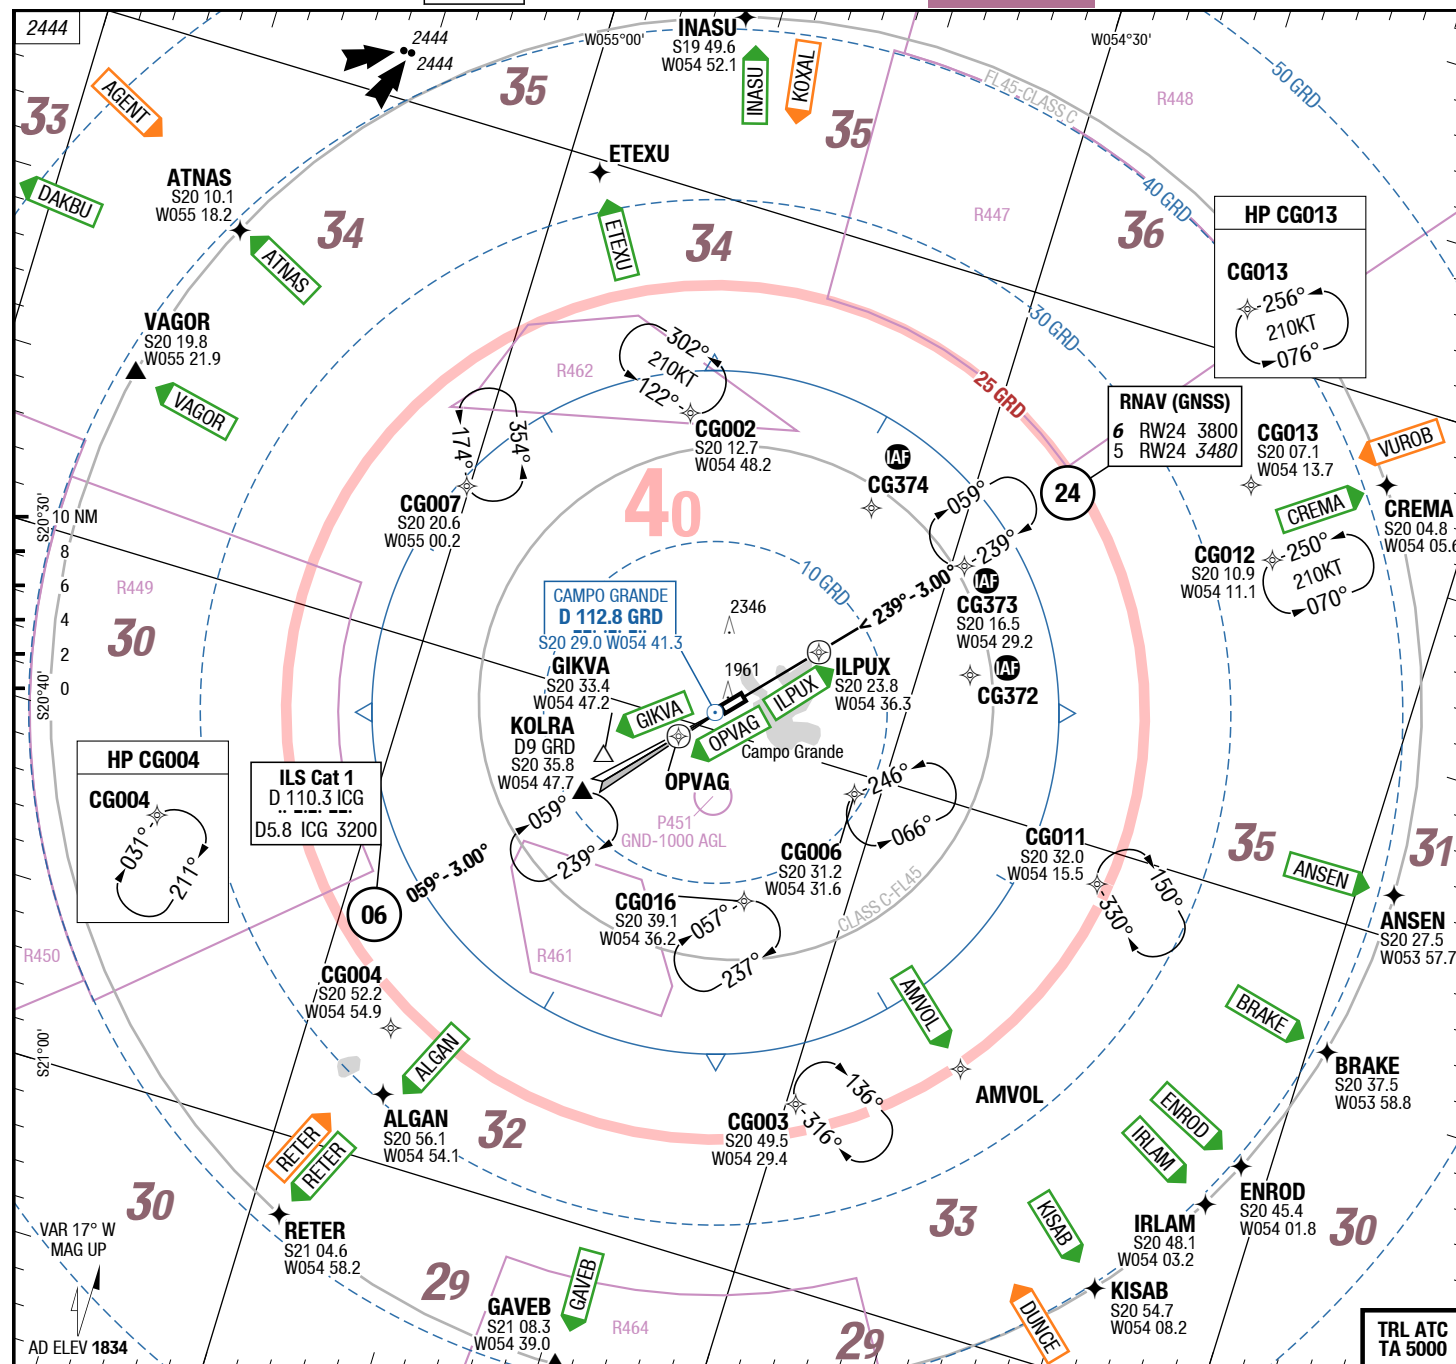 2444
2444
2444
INASU
S19 49.6
W054 52.1
W055°00'
W054°30'
FL45-CLASS C
50 GRD
R448
33
AGENT
35
INASU
KOXAL
35
ETEXU
40 GRD
DAKBU
ATNAS
S20 10.1
W055 18.2
34
ATNAS
ETEXU
34
R447
36
HP CG013
CG013
256°
210KT
076°
30 GRD
VAGOR
S20 19.8
W055 21.9
VAGOR
R462
302°
210KT
122°
CG002
S20 12.7
W054 48.2
25 GRD
RNAV (GNSS)
6 RW24 3800
5 RW24 3480
24
CG013
S20 07.1
W054 13.7
VUROB
CREMA
CREMA
S20 04.8
W054 05.6
174°
354°
CG007
S20 20.6
W055 00.2
40
IAF
CG374
059°
239°
CG012
S20 10.9
W054 11.1
250°
210KT
070°
S20°30'
10 NM
8
6
4
2
0
S20°40'
R449
30
CAMPO GRANDE
D 112.8 GRD
S20 29.0 W054 41.3
10 GRD
2346
1961
239° - 3.00°
IAF
CG373
S20 16.5
W054 29.2
IAF
CG372
GIKVA
S20 33.4
W054 47.2
GIKVA
ILPUX
ILPUX
S20 23.8
W054 36.3
OPVAG
Campo Grande
KOLRA
D9 GRD
S20 35.8
W054 47.7
OPVAG
P451
GND-1000 AGL
HP CG004
CG004
031°
211°
ILS Cat 1
D 110.3 ICG
D5.8 ICG 3200
059°
239°
059° - 3.00°
06
246°
066°
CG006
S20 31.2
W054 31.6
CG011
S20 32.0
W054 15.5
150°
330°
35
31
ANSEN
ANSEN
S20 27.5
W053 57.7
CG016
S20 39.1
W054 36.2
057°
237°
CLASS C-FL45
R450
R461
CG004
S20 52.2
W054 54.9
AMVOL
AMVOL
BRAKE
BRAKE
S20 37.5
W053 58.8
S21°00'
ALGAN
ALGAN
S20 56.1
W054 54.1
32
CG003
S20 49.5
W054 29.4
136°
316°
ENROD
IRLAM
ENROD
S20 45.4
W054 01.8
RETER
RETER
RETER
S21 04.6
W054 58.2
30
33
KISAB
IRLAM
S20 48.1
W054 03.2
30
VAR 17° W
MAG UP
AD ELEV 1834
29
GAVEB
S21 08.3
W054 39.0
GAVEB
R464
29
DUNCE
KISAB
S20 54.7
W054 08.2
TRL ATC
TA 5000